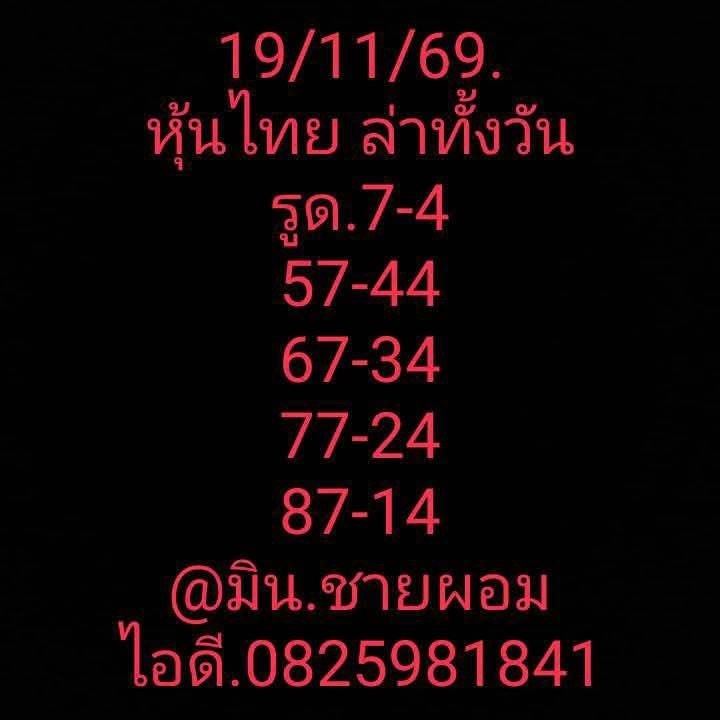 19/11/69.
หุ้นไทย ล่าทั้งวัน
รูด.7-4
57-44
67-34
77-24
87-14
@มิน.ชายผอม
ไอดี.0825981841